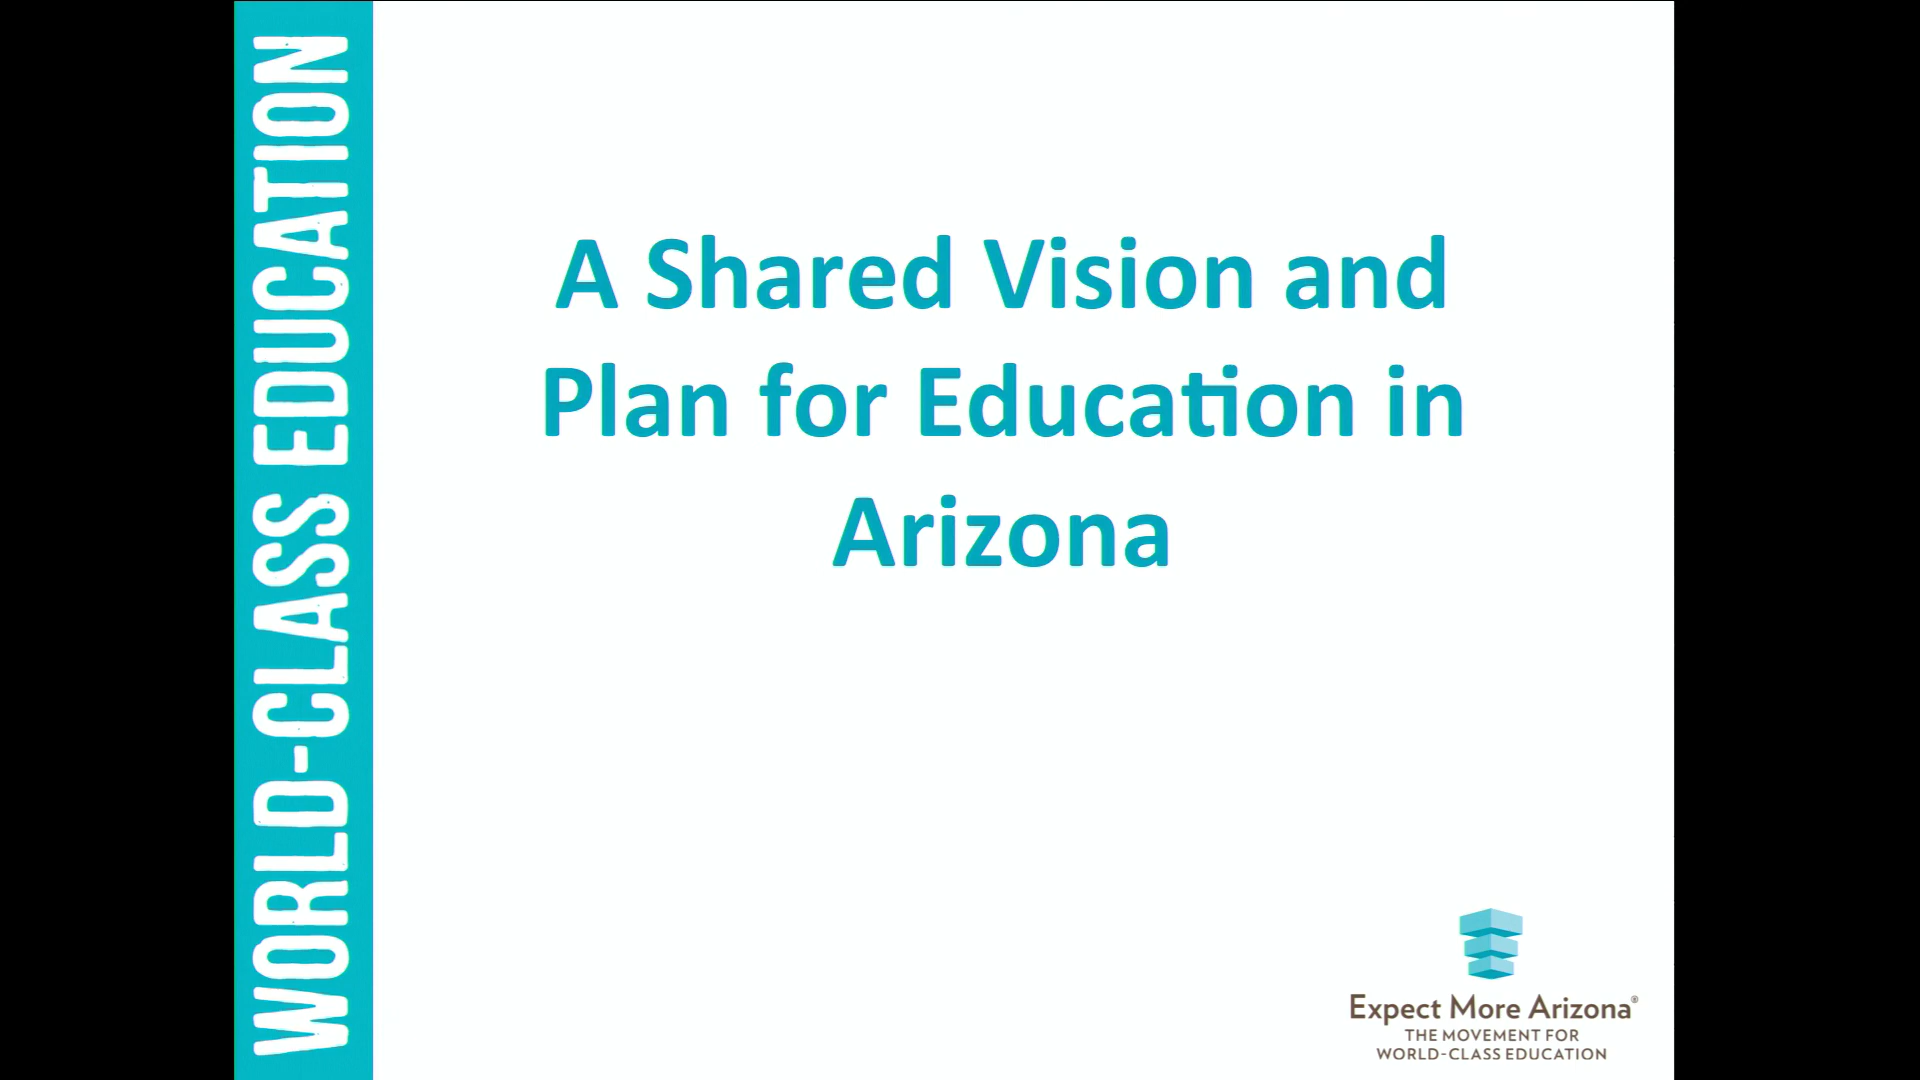 WORLD-CLASS EDUCATION
A Shared Vision and
Plan for Education in
Arizona
Expect More Arizona®
THE MOVEMENT FOR
WORLD-CLASS EDUCATION